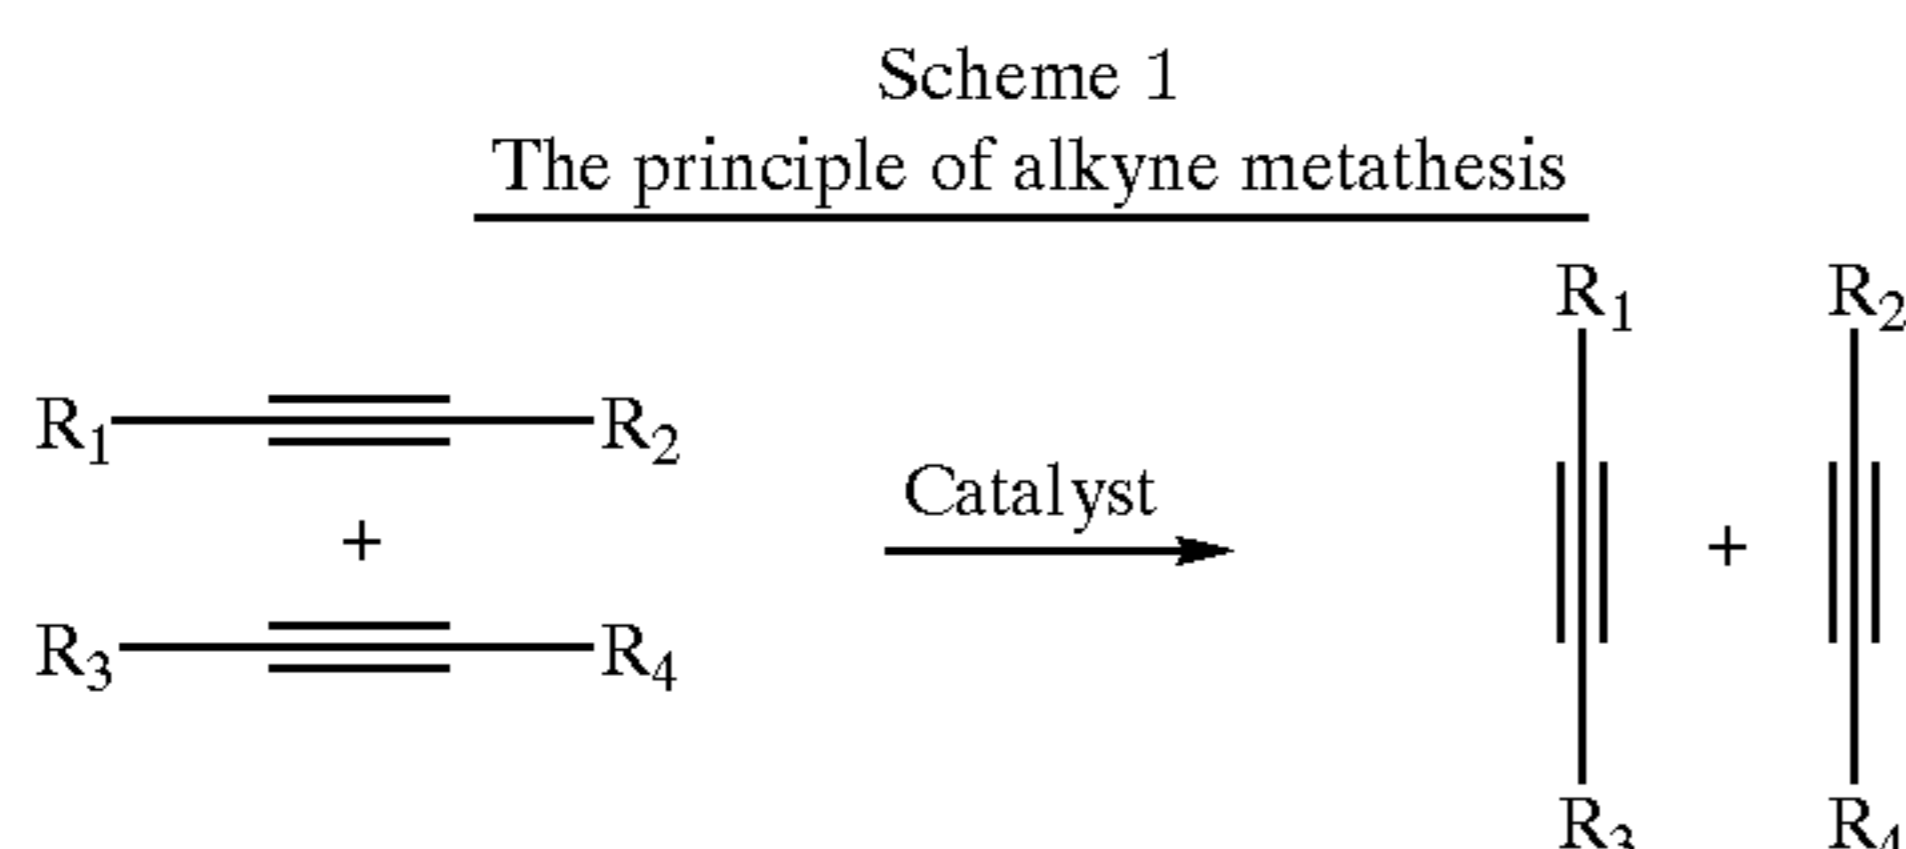 Scheme 1
The principle of alkyne metathesis
R₁ R₂
R₁ R₂
Catalyst
+ +
R₃ R₄
R₃ R₄